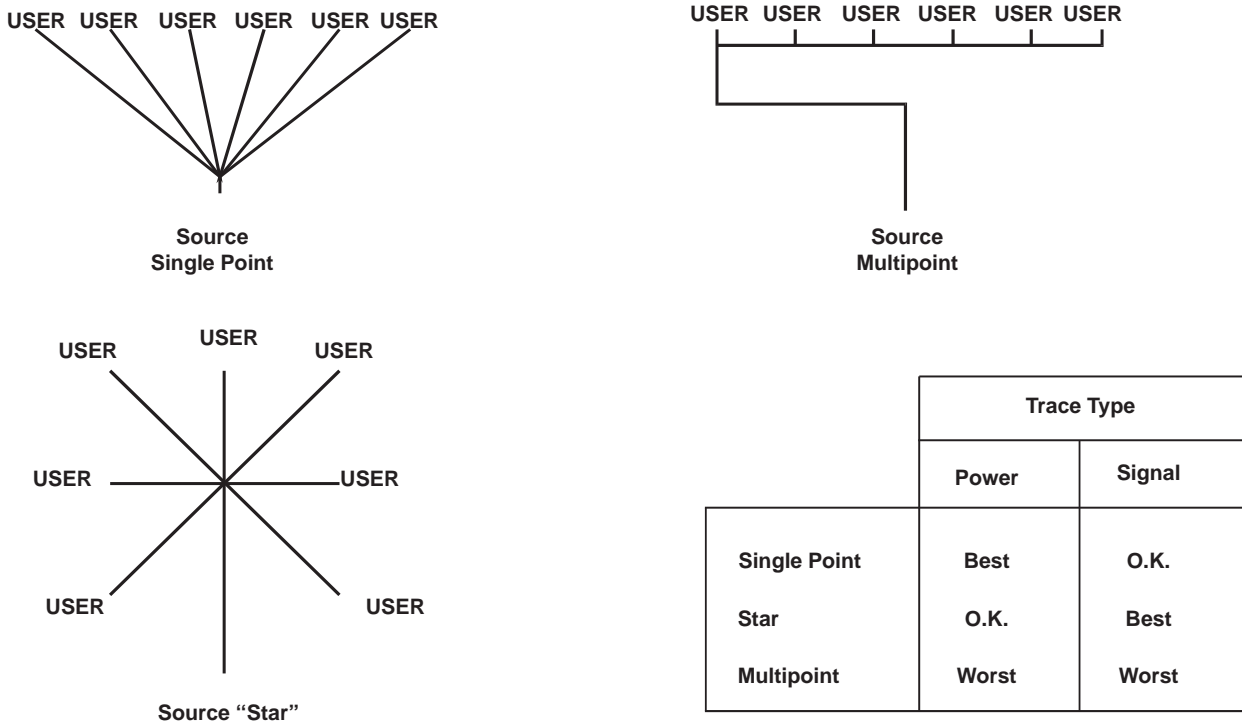 USER USER USER USER USER USER
Source
Single Point
USER USER USER USER USER USER
Source
Multipoint
USER
USER
USER
USER
USER
USER
USER
Source “Star”
Trace Type
Power Signal
Single Point Best O.K.
Star O.K. Best
Multipoint Worst Worst